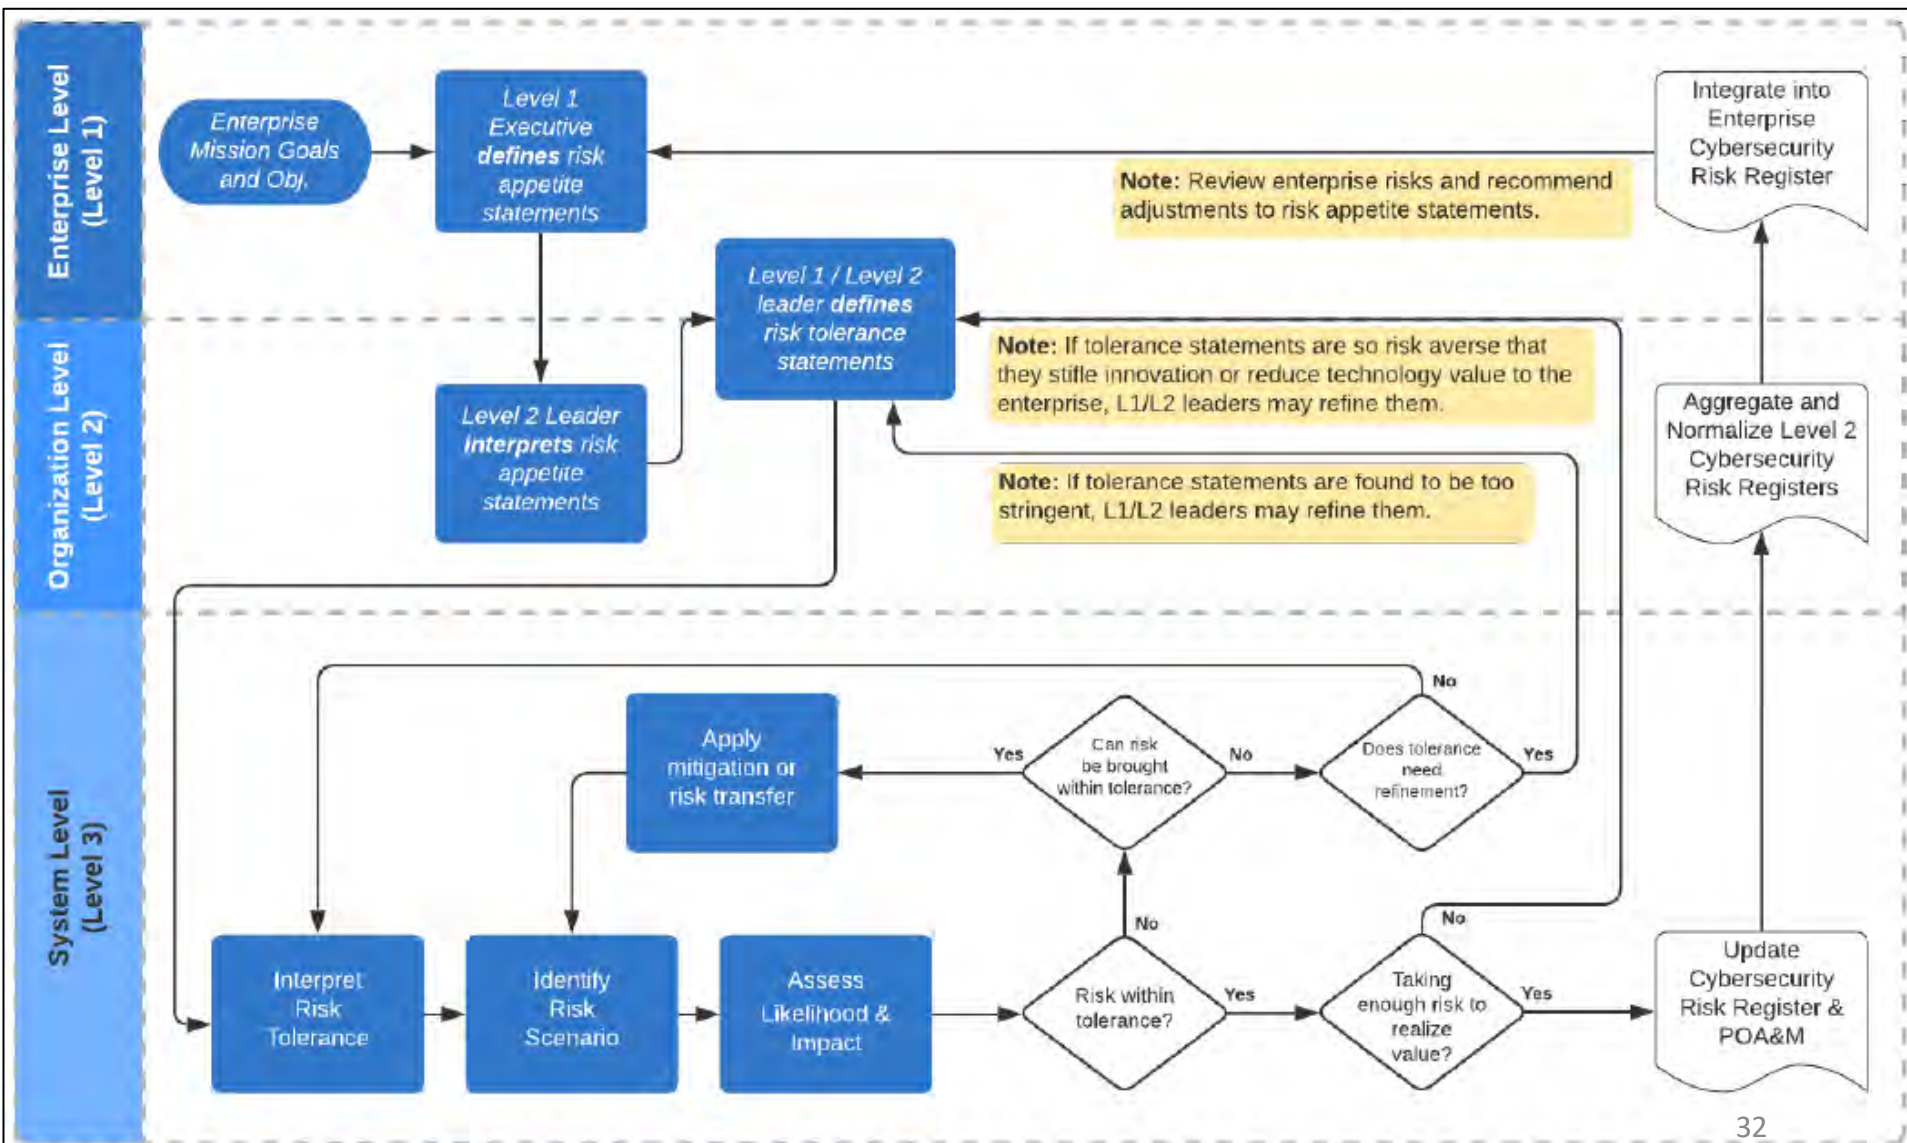 Enterprise Level
(Level 1)
Enterprise
Mission Goals
and Obj.
Level 1
Executive
defines risk
appetite
statements
Integrate into
Enterprise
Cybersecurity
Risk Register
Note: Review enterprise risks and recommend
adjustments to risk appetite statements.
Level 1 / Level 2
leader defines
risk tolerance
statements
Organization Level
(Level 2)
Level 2 Leader
interprets risk
appetite
statements
Note: If tolerance statements are so risk averse that
they stifle innovation or reduce technology value to the
enterprise, L1/L2 leaders may refine them.
Note: If tolerance statements are found to be too
stringent, L1/L2 leaders may refine them.
Aggregate and
Normalize Level 2
Cybersecurity
Risk Registers
System Level
(Level 3)
Apply
mitigation or
risk transfer
Yes
Can risk
be brought
within tolerance?
No
Does tolerance
need
refinement?
No
Yes
Interpret
Risk
Tolerance
Identify
Risk
Scenario
Assess
Likelihood &
Impact
Risk within
tolerance?
No
Yes
Taking
enough risk to
realize
value?
No
Yes
Update
Cybersecurity
Risk Register &
POA&M
32